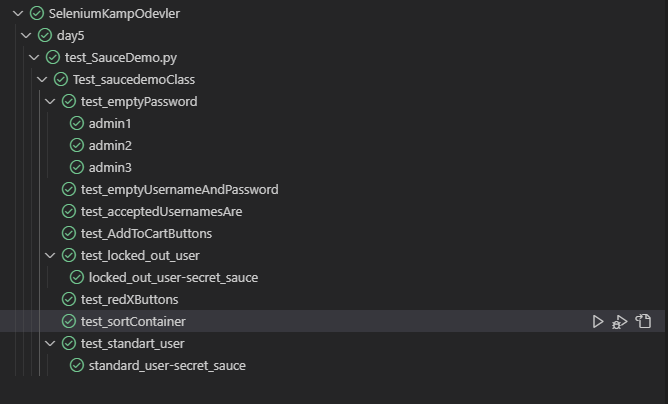 SeleniumKampOdevler
day5
test_SauceDemo.py
Test_saucedemoClass
test_emptyPassword
admin1
admin2
admin3
test_emptyUsernameAndPassword
test_acceptedUsernamesAre
test_AddToCartButtons
test_locked_out_user
locked_out_user-secret_sauce
test_redXButtons
test_sortContainer
test_standart_user
standard_user-secret_sauce